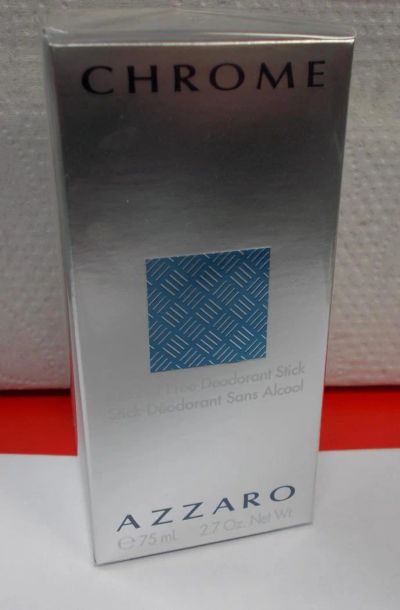 CHROME
Free Deodorant Stick
Stick Déodorant Sans Alcool
AZZARO
℮ 75 mL 2.7 Oz. Net Wt.